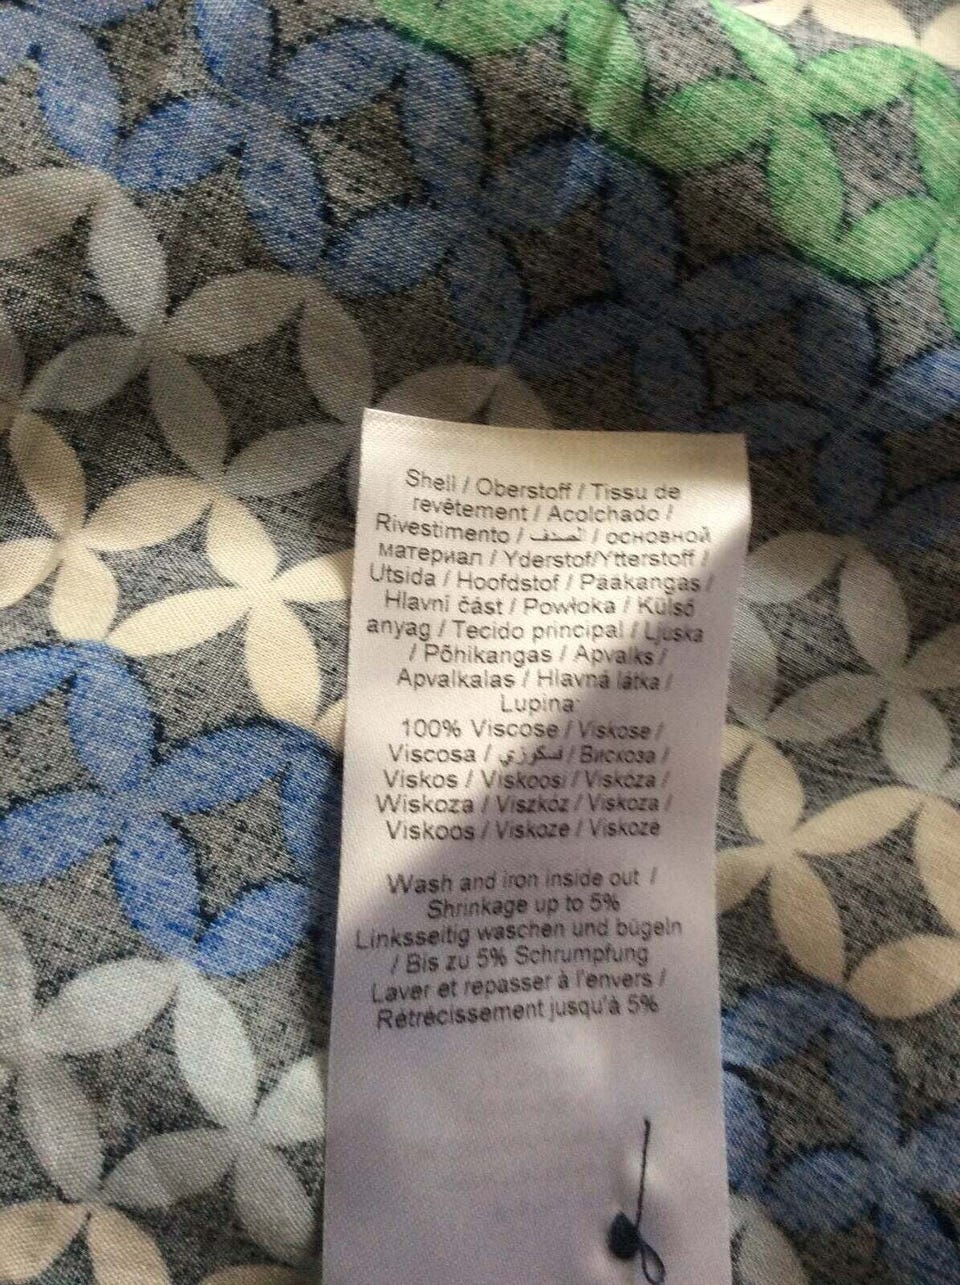 Shell / Oberstoff / Tissu de
revêtement / Acolchado /
Rivestimento / الصدف / основной
материал / Yderstof/Ytterstoff /
Utsida / Hoofdstof / Pääkangas /
Hlavní část / Powłoka / Külső
anyag / Tecido principal / Ljuska
/ Põhikangas / Apvalks /
Apvalkalas / Hlavná látka /
Lupina:
100% Viscose / Viskose /
Viscosa / فسكوزي / Вискоза /
Viskos / Viskoosi / Viskóza /
Wiskoza / Viszkóz / Viskoza /
Viskoos / Viskoze / Viskozė
Wash and iron inside out /
Shrinkage up to 5%
Linksseitig waschen und bügeln
/ Bis zu 5% Schrumpfung
Laver et repasser à l'envers /
Rétrécissement jusqu'à 5%